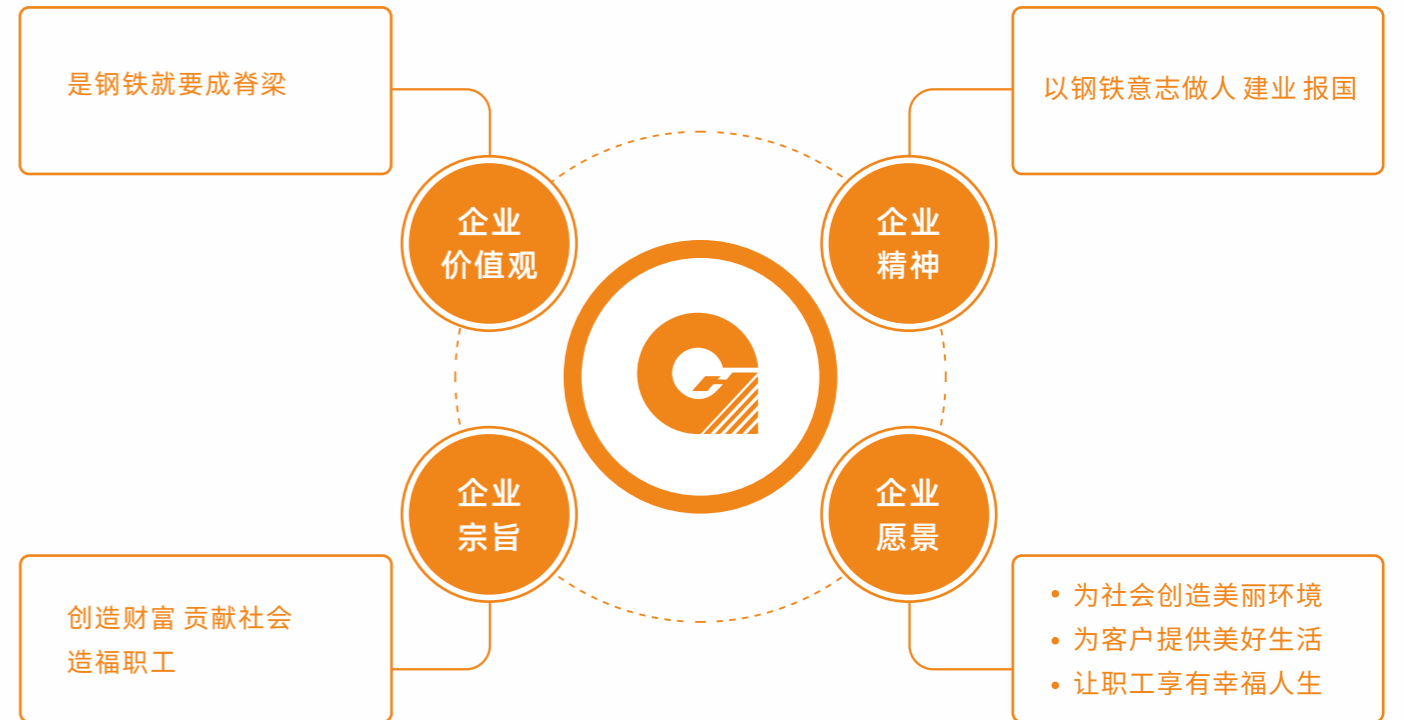 是钢铁就要成脊梁
以钢铁意志做人 建业 报国
企业
价值观
企业
精神
企业
宗旨
企业
愿景
创造财富 贡献社会
造福职工
• 为社会创造美丽环境
• 为客户提供美好生活
• 让职工享有幸福人生